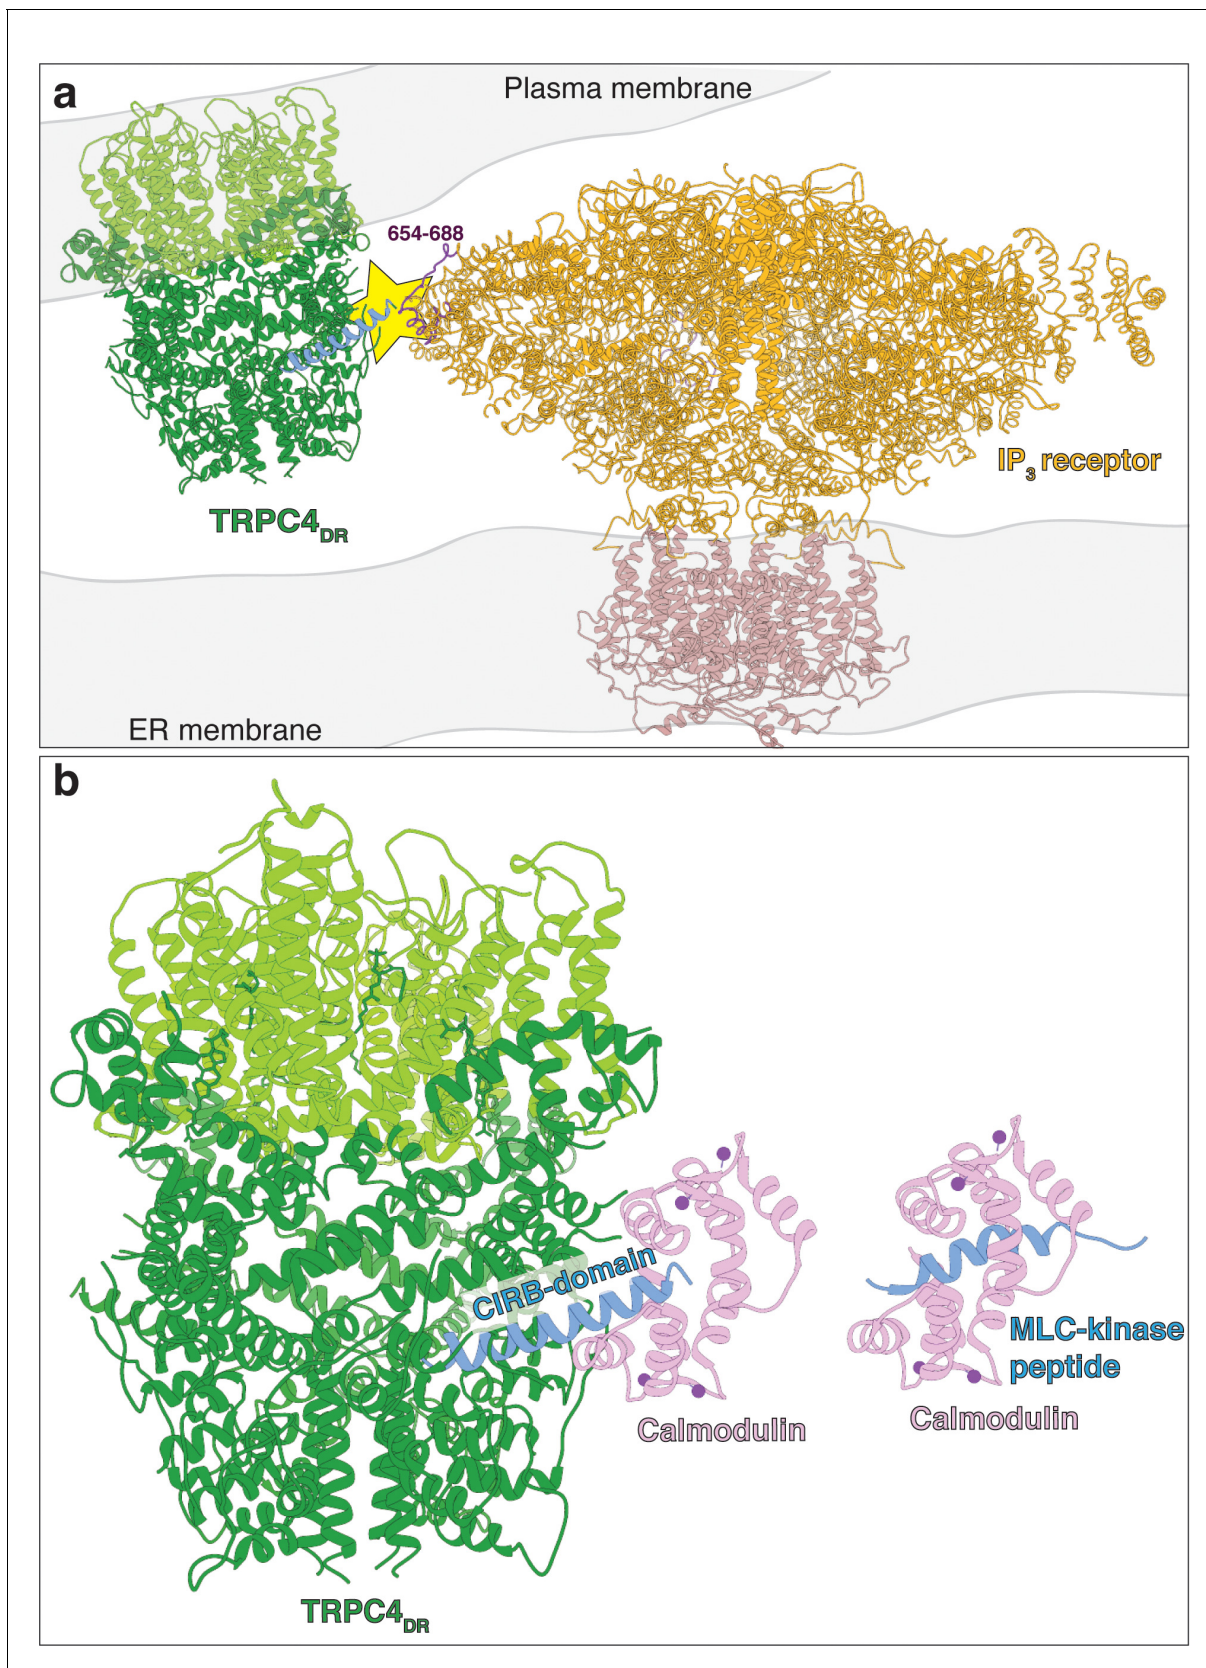 a
Plasma membrane
654-688
IP₃ receptor
TRPC4DR
ER membrane
b
CIRB-domain
MLC-kinase
peptide
Calmodulin
Calmodulin
TRPC4DR